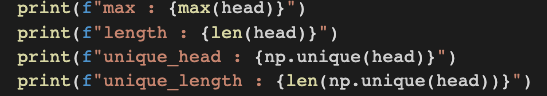 print(f"max : {max(head)}")
print(f"length : {len(head)}")
print(f"unique_head : {np.unique(head)}")
print(f"unique_length : {len(np.unique(head))}")